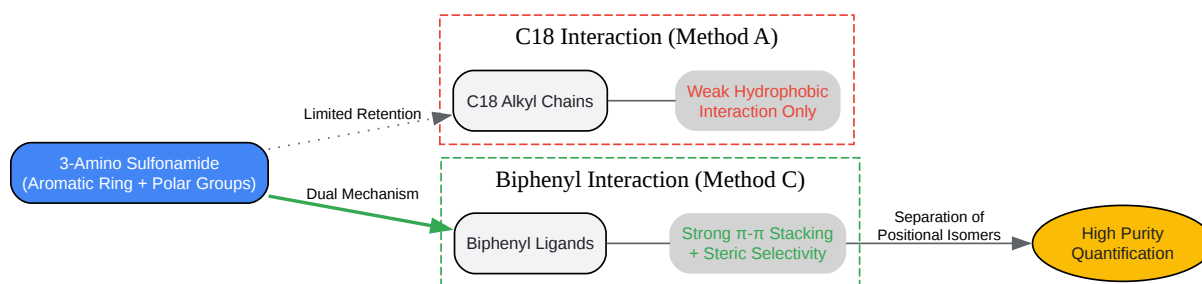 C18 Interaction (Method A)
C18 Alkyl Chains
Weak Hydrophobic
Interaction Only
Limited Retention
3-Amino Sulfonamide
(Aromatic Ring + Polar Groups)
Dual Mechanism
Biphenyl Interaction (Method C)
Biphenyl Ligands
Strong π-π Stacking
+ Steric Selectivity
Separation of
Positional Isomers
High Purity
Quantification